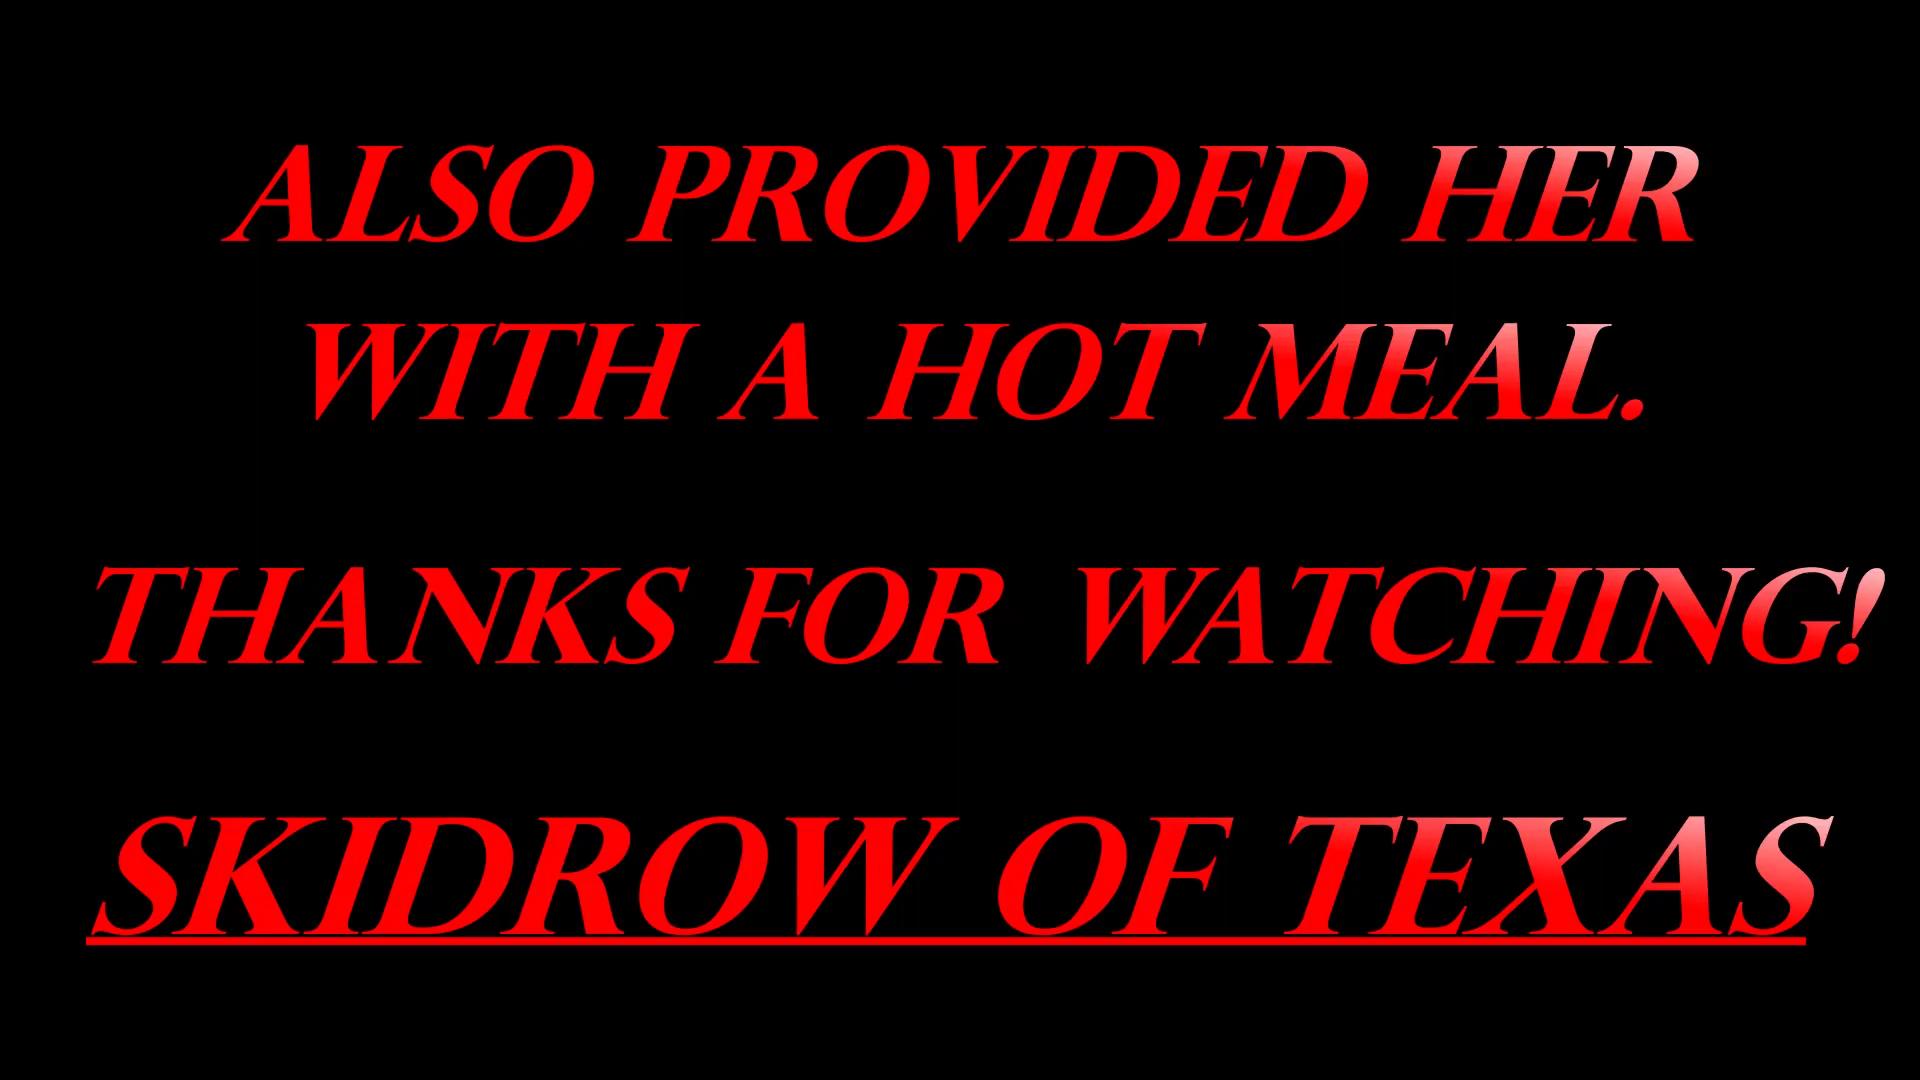 ALSO PROVIDED HER
WITH A HOT MEAL.
THANKS FOR WATCHING!
SKIDROW OF TEXAS